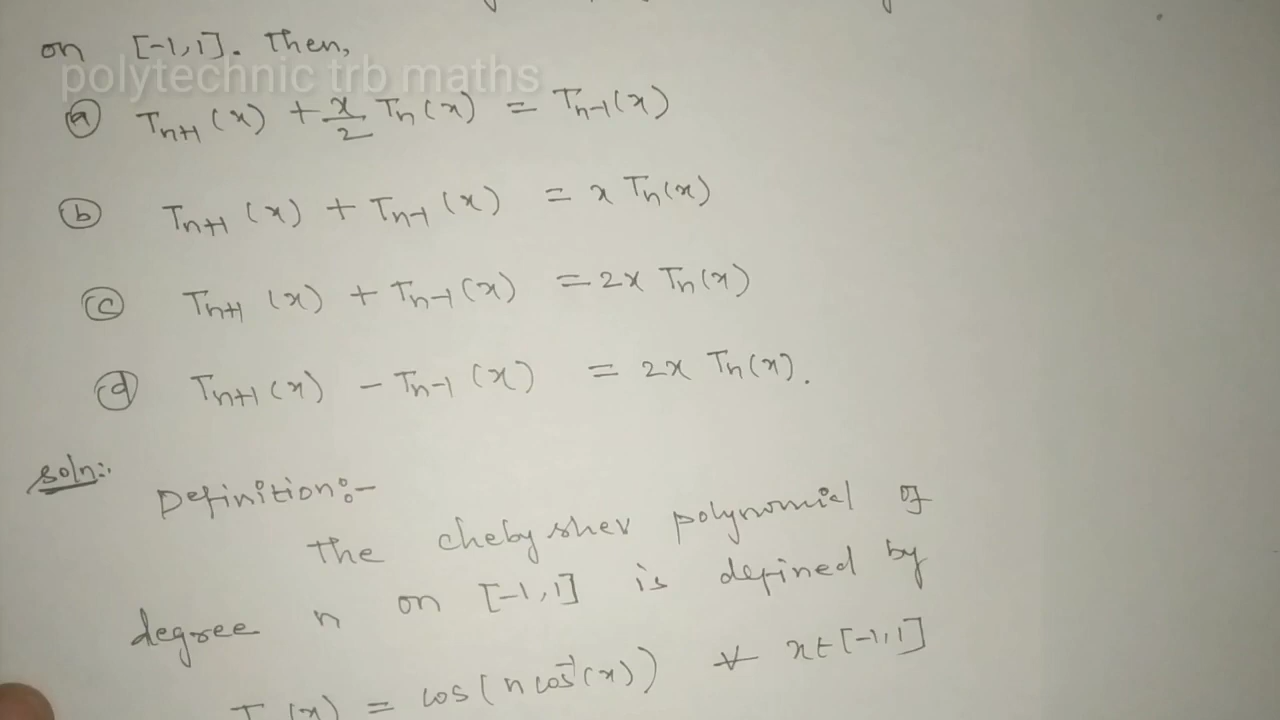 on [-1,1]. Then,
polytechnic trb maths
(a) Tn+1 (x) + x/2 Tn(x) = Tn-1(x)
(b) Tn+1 (x) + Tn-1 (x) = x Tn(x)
(c) Tn+1 (x) + Tn-1(x) = 2x Tn(x)
(d) Tn+1(x) - Tn-1 (x) = 2x Tn(x).
Soln:.
Definition:-
The chebyshev polynomial of
degree n on [-1,1] is defined by
T (x) = cos(n cos⁻¹(x)) ∀ x∈[-1,1]